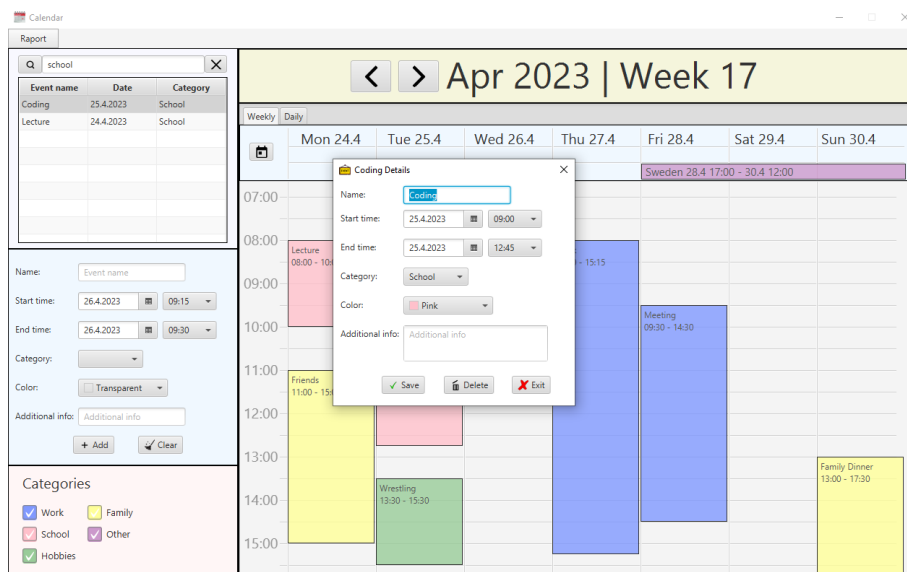 Calendar
Raport
school
Event name Date Category
Coding 25.4.2023 School
Lecture 24.4.2023 School
Name: Event name
Start time: 26.4.2023 09:15
End time: 26.4.2023 09:30
Category:
Color: Transparent
Additional info: Additional info
+ Add Clear
Categories
Work Family
School Other
Hobbies
Apr 2023 | Week 17
Weekly Daily
Mon 24.4 Tue 25.4 Wed 26.4 Thu 27.4 Fri 28.4 Sat 29.4 Sun 30.4
Sweden 28.4 17:00 - 30.4 12:00
07:00
08:00
09:00
10:00
11:00
12:00
13:00
14:00
15:00
Lecture
08:00 -
Friends
11:00 -
Wrestling
13:30 - 15:30
- 15:15
Meeting
09:30 - 14:30
Family Dinner
13:00 - 17:30
Coding Details
Name: Coding
Start time: 25.4.2023 09:00
End time: 25.4.2023 12:45
Category: School
Color: Pink
Additional info: Additional info
Save Delete Exit